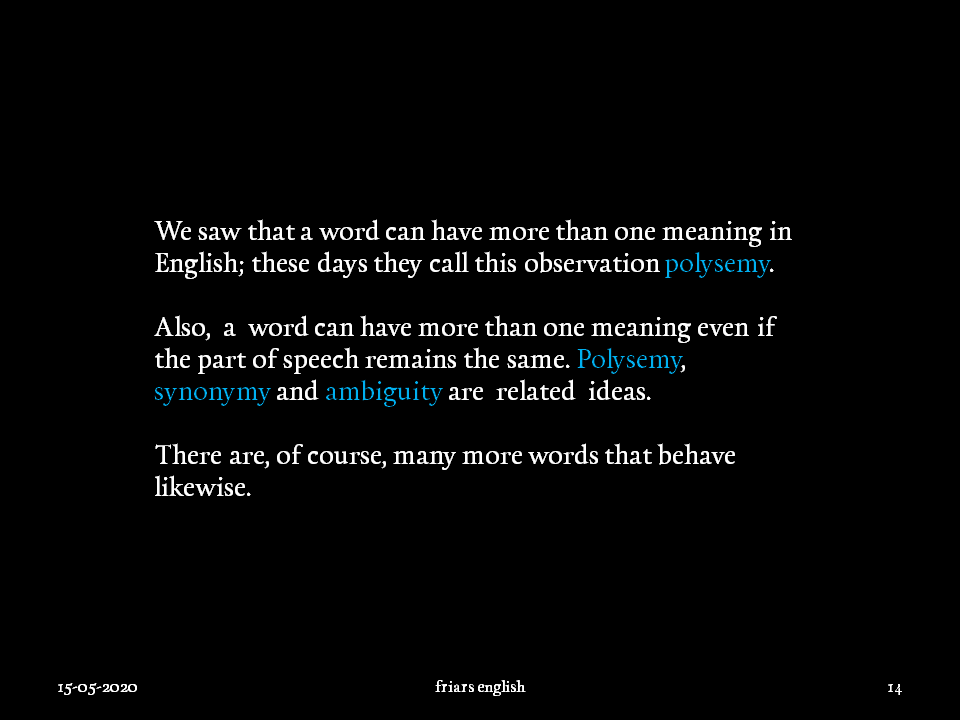 We saw that a word can have more than one meaning in
English; these days they call this observation polysemy.
Also,  a  word can have more than one meaning even if
the part of speech remains the same. Polysemy,
synonymy and ambiguity are  related  ideas.
There are, of course, many more words that behave
likewise.
15-05-2020
friars english
14